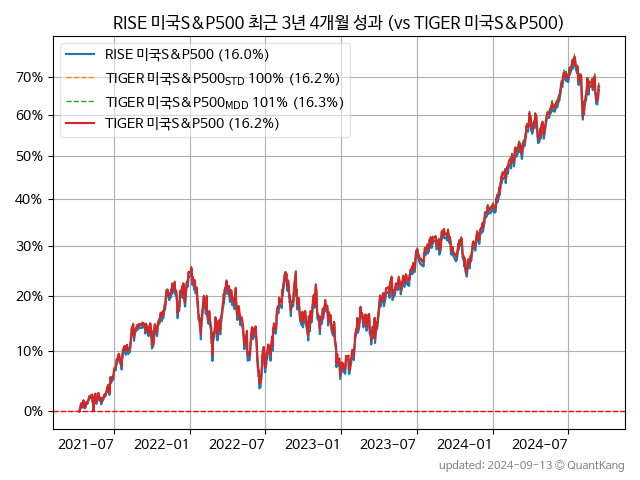 RISE 미국S&P500 최근 3년 4개월 성과 (vs TIGER 미국S&P500)
RISE 미국S&P500 (16.0%)
TIGER 미국S&P500STD 100% (16.2%)
TIGER 미국S&P500MDD 101% (16.3%)
TIGER 미국S&P500 (16.2%)
70%
60%
50%
40%
30%
20%
10%
0%
2021-07 2022-01 2022-07 2023-01 2023-07 2024-01 2024-07
updated: 2024-09-13 © QuantKang